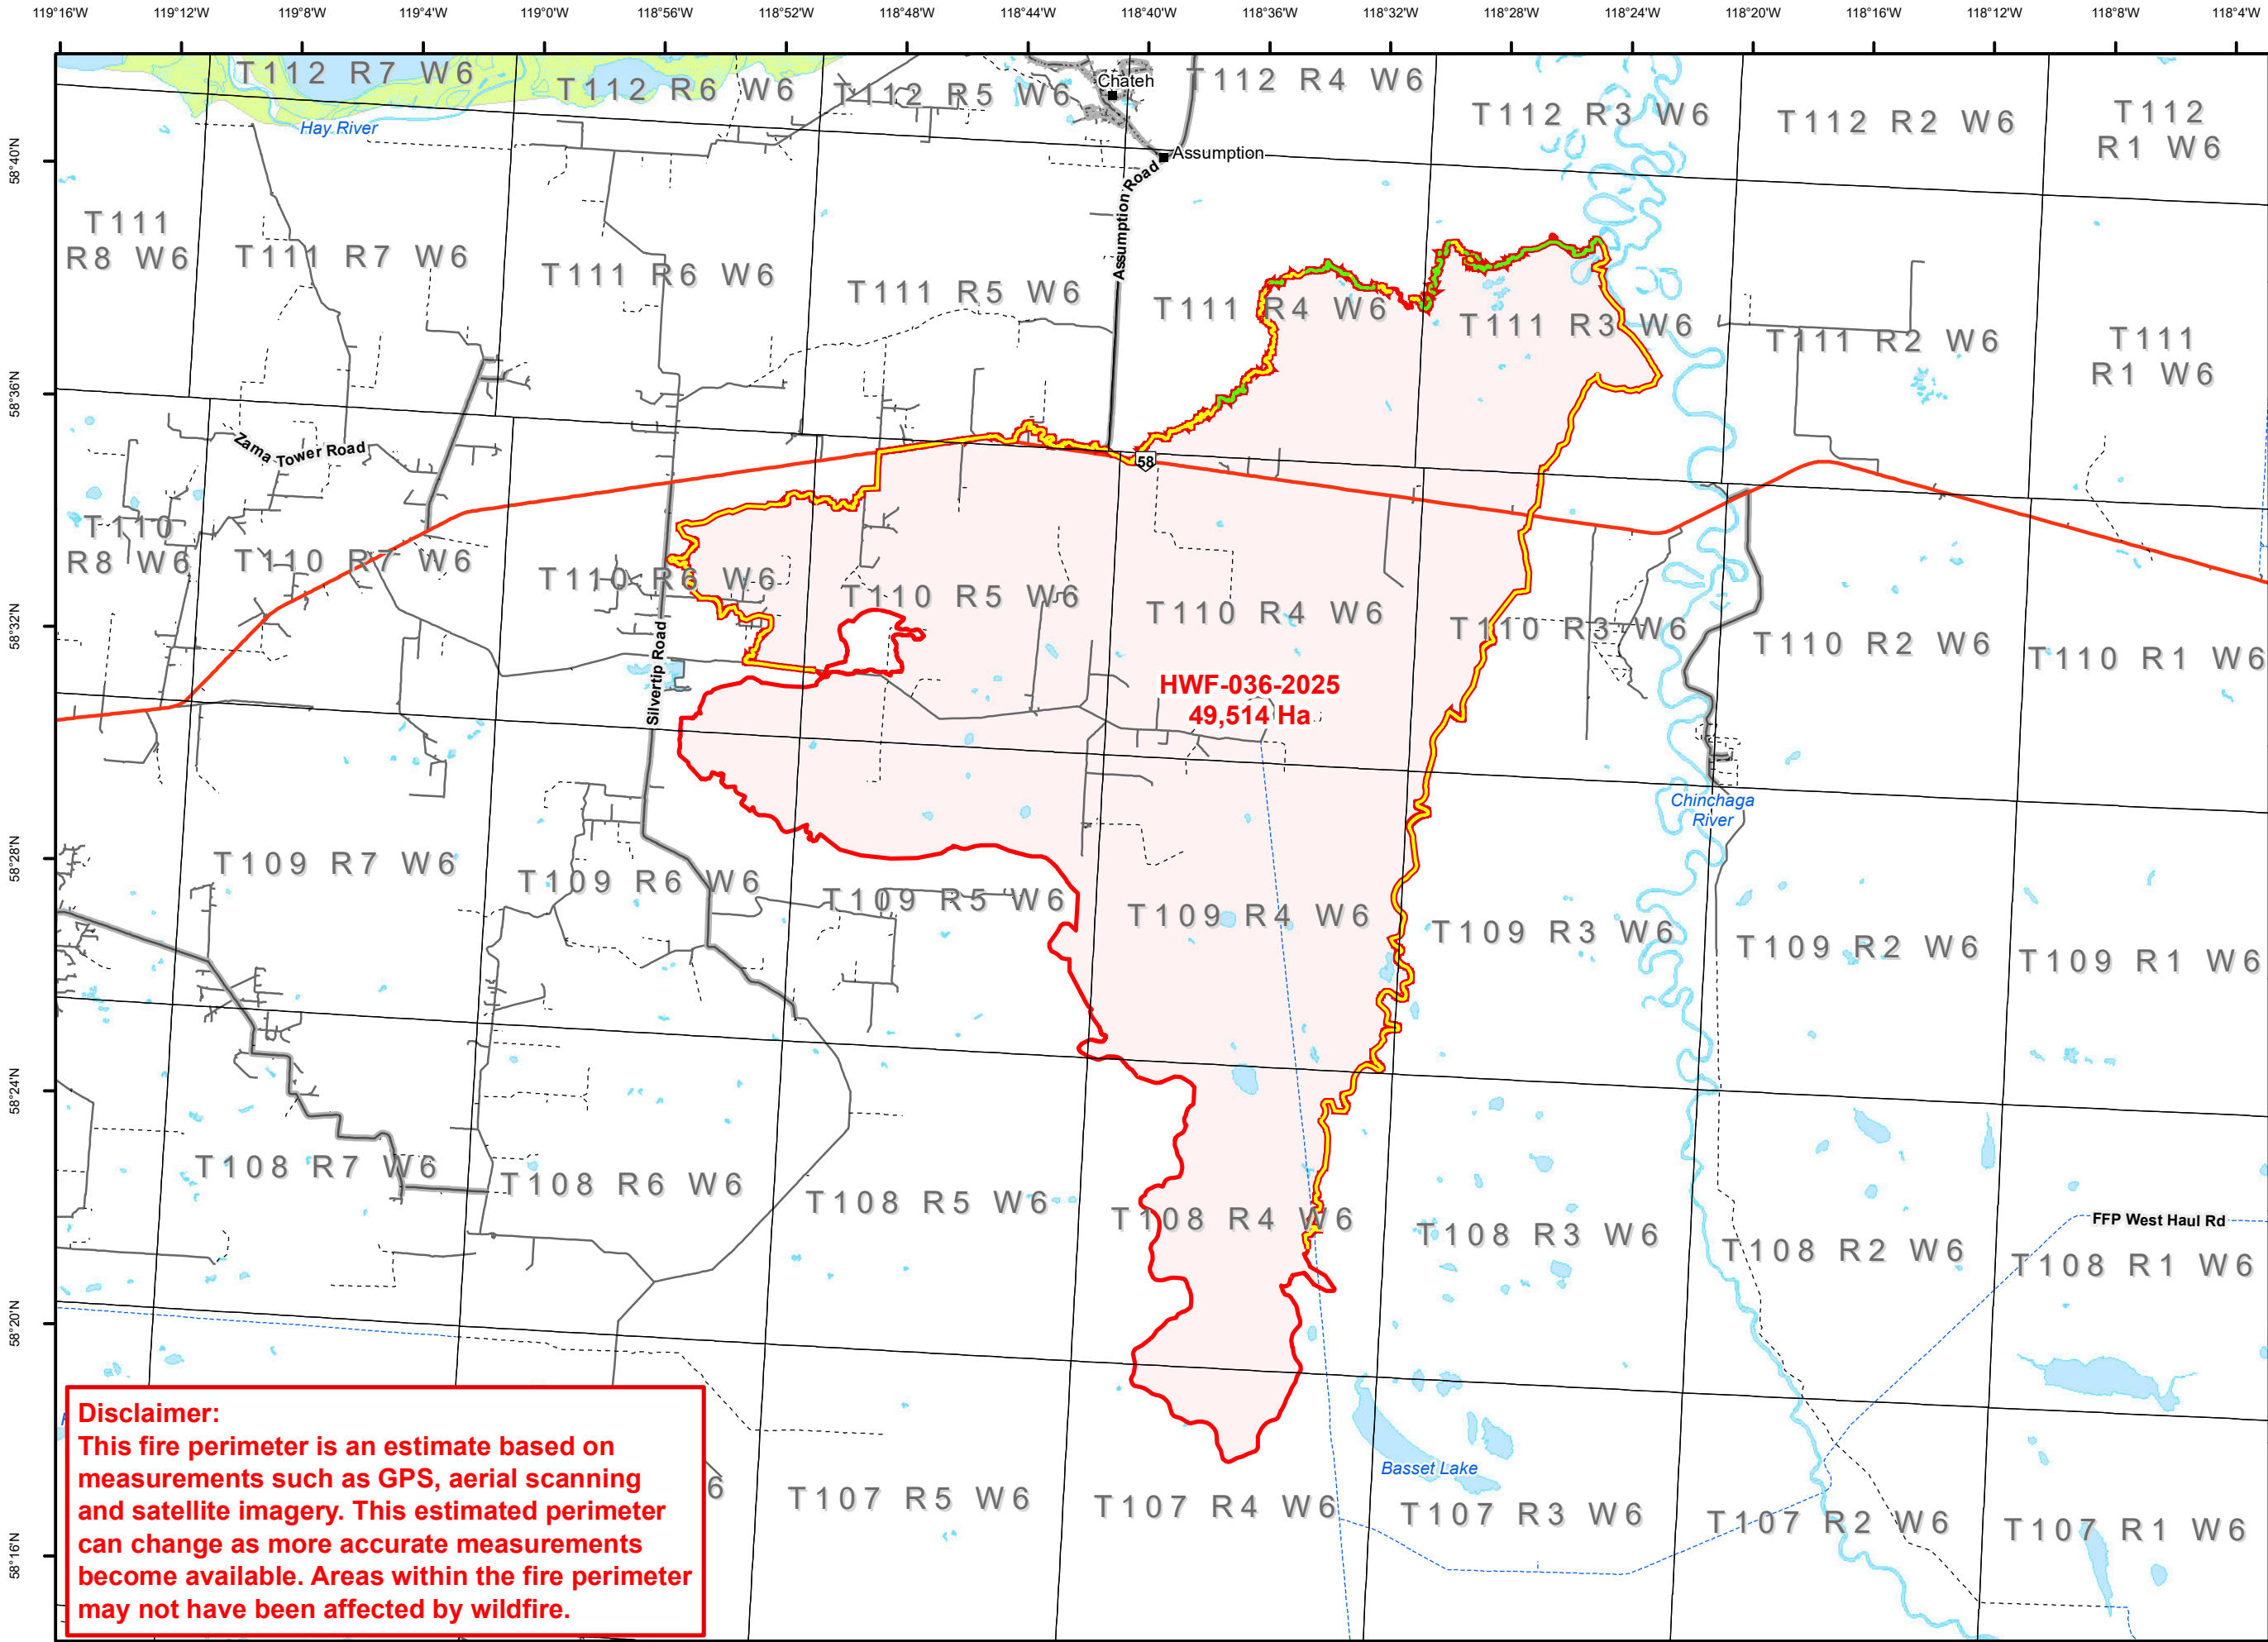 119°16'W 119°12'W 119°8'W 119°4'W 119°0'W 118°56'W 118°52'W 118°48'W 118°44'W 118°40'W 118°36'W 118°32'W 118°28'W 118°24'W 118°20'W 118°16'W 118°12'W 118°8'W 118°4'W
T112 R7 W6
T112 R6 W6
T112 R5 W6
Chateh
T112 R4 W6
T112 R3 W6
T112 R2 W6
T112
R1 W6
Hay River
58°40'N
Assumption
Assumption Road
T111
R8 W6
T111 R7 W6
T111 R6 W6
T111 R5 W6
T111 R4 W6
T111 R3 W6
T111 R2 W6
T111
R1 W6
58°36'N
Zama Tower Road
58
T110
R8 W6
T110 R7 W6
T110 R6 W6
T110 R5 W6
T110 R4 W6
T110 R3 W6
T110 R2 W6
T110 R1 W6
58°32'N
Silvertip Road
HWF-036-2025
49,514 Ha
Chinchaga
River
58°28'N
T109 R7 W6
T109 R6 W6
T109 R5 W6
T109 R4 W6
T109 R3 W6
T109 R2 W6
T109 R1 W6
58°24'N
T108 R7 W6
T108 R6 W6
T108 R5 W6
T108 R4 W6
T108 R3 W6
T108 R2 W6
FFP West Haul Rd
T108 R1 W6
58°20'N
Basset Lake
6
T107 R5 W6
T107 R4 W6
T107 R3 W6
T107 R2 W6
T107 R1 W6
58°16'N
Disclaimer:
This fire perimeter is an estimate based on
measurements such as GPS, aerial scanning
and satellite imagery. This estimated perimeter
can change as more accurate measurements
become available. Areas within the fire perimeter
may not have been affected by wildfire.